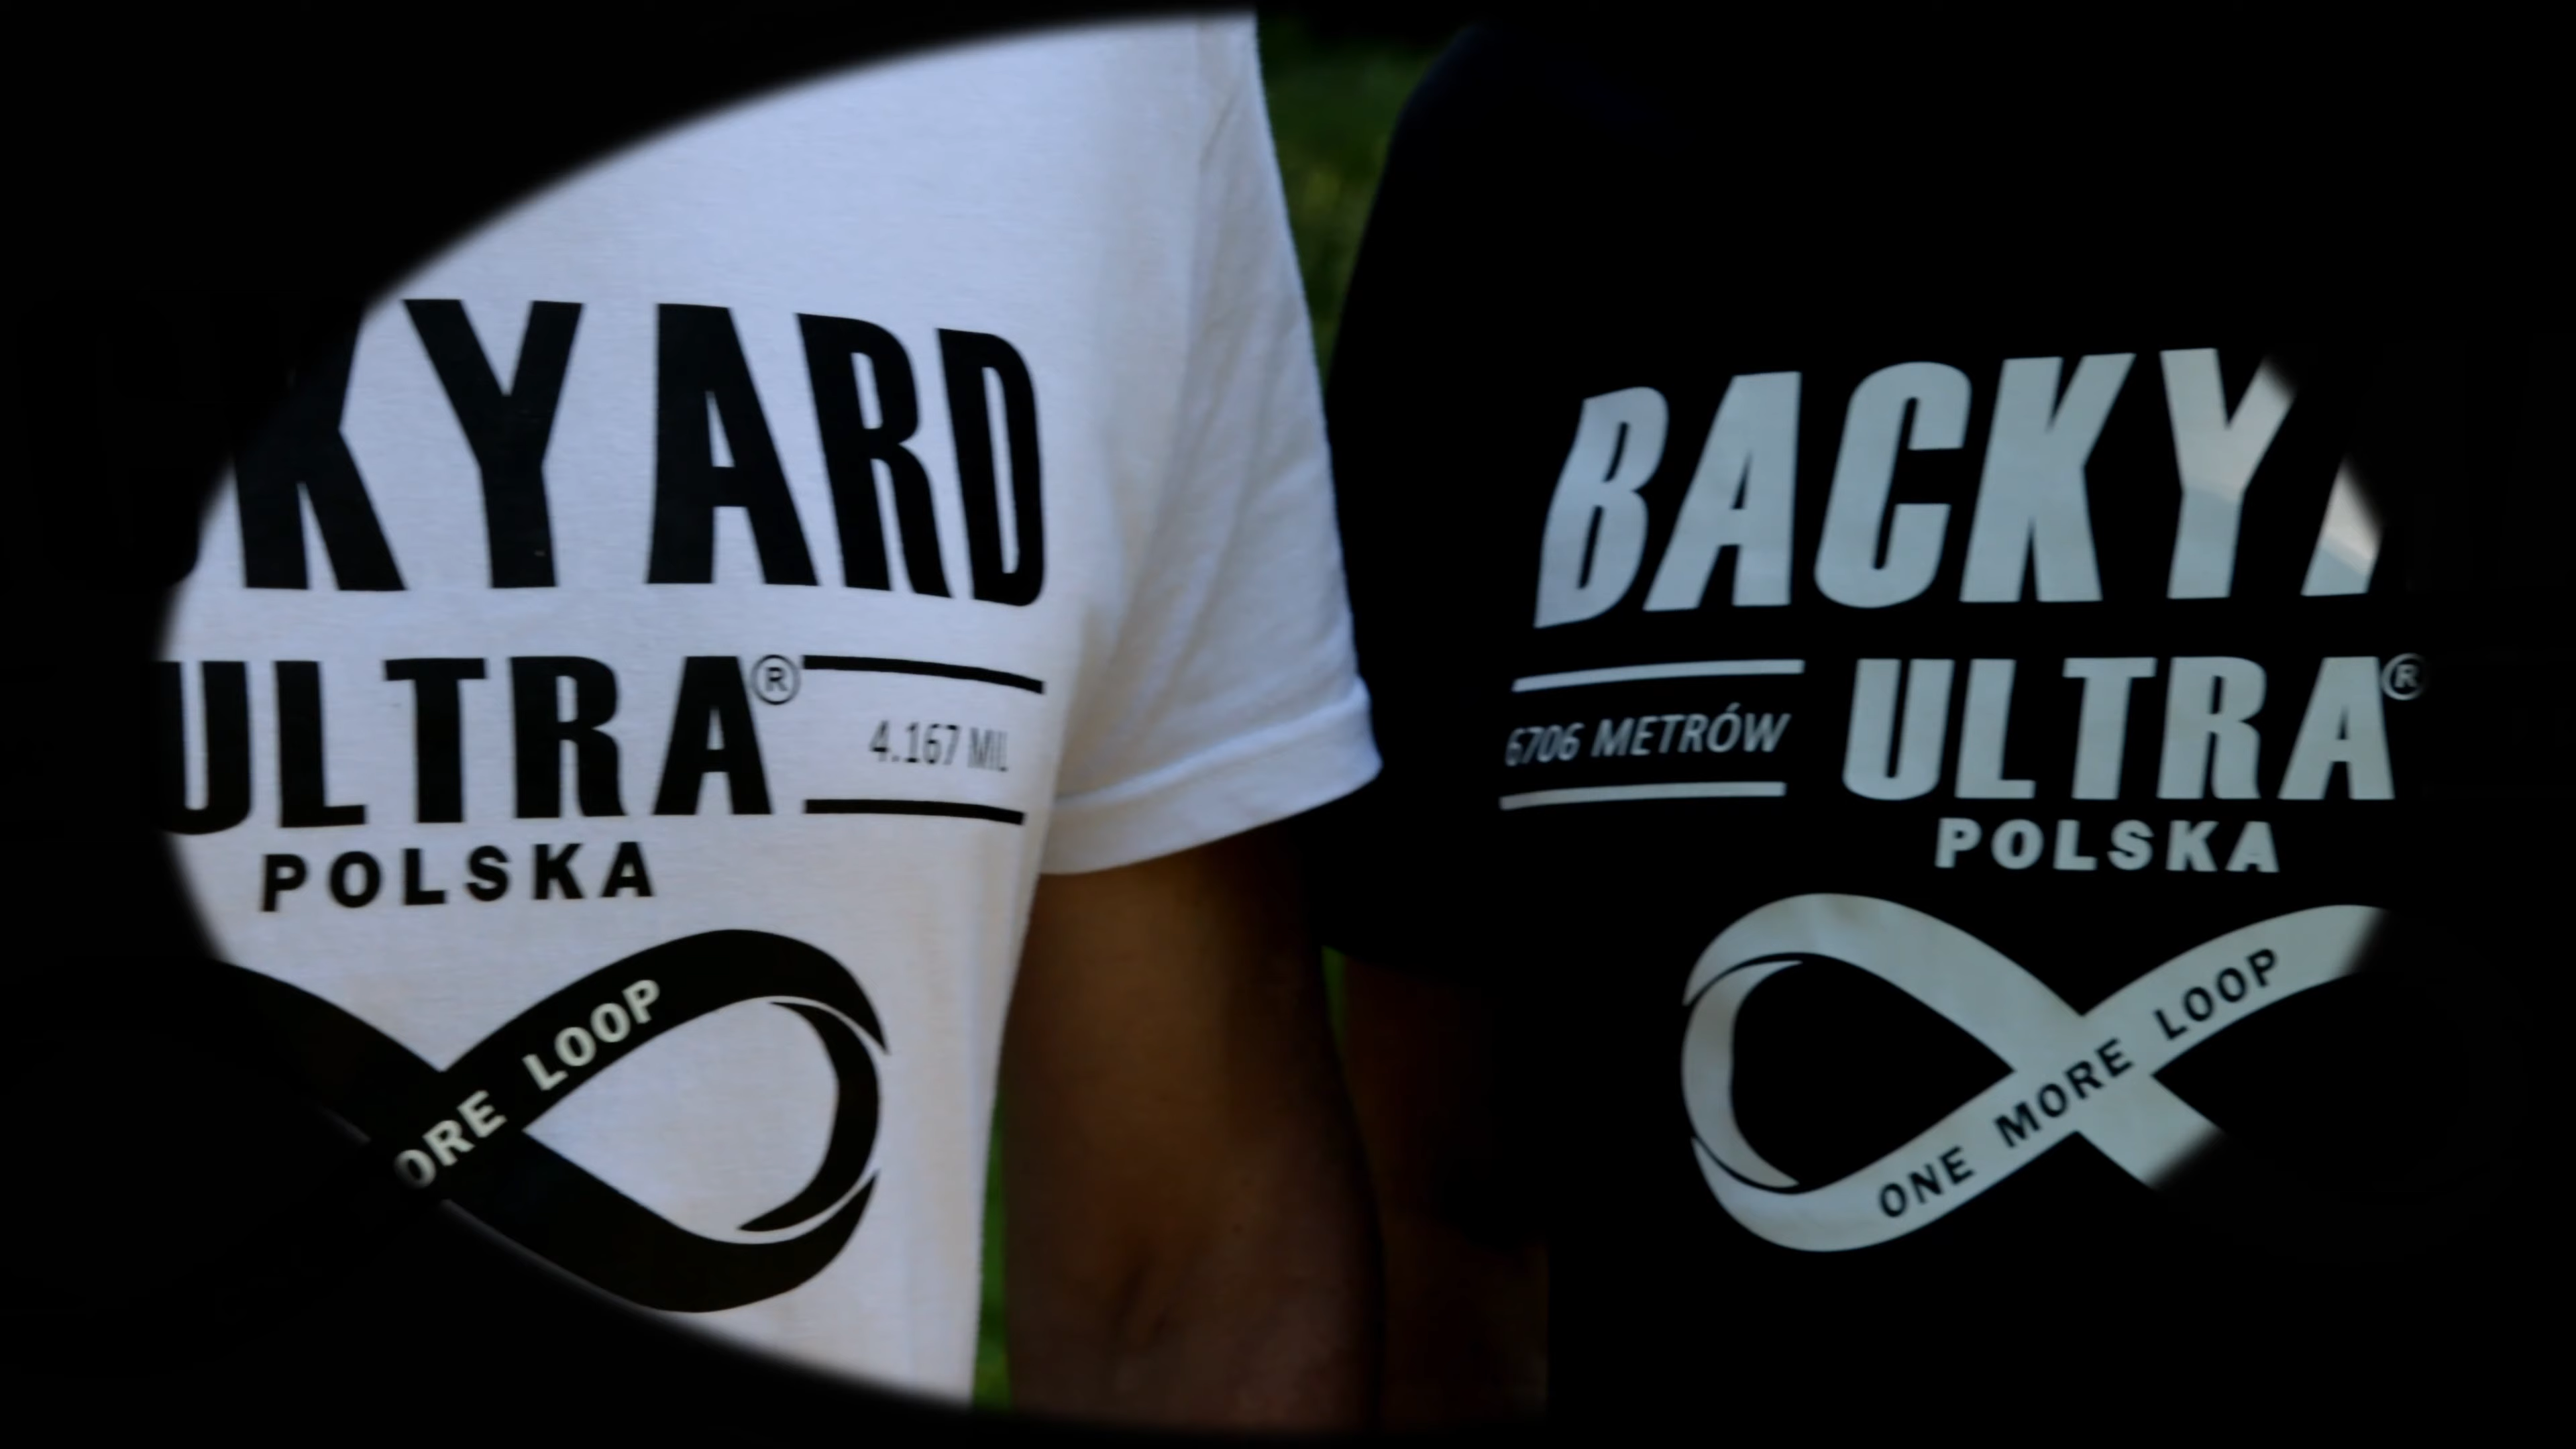 KYARD
ULTRA®
4.167 MIL
POLSKA
ORE LOOP
BACKY
6706 METRÓW
ULTRA®
POLSKA
ONE MORE LOOP